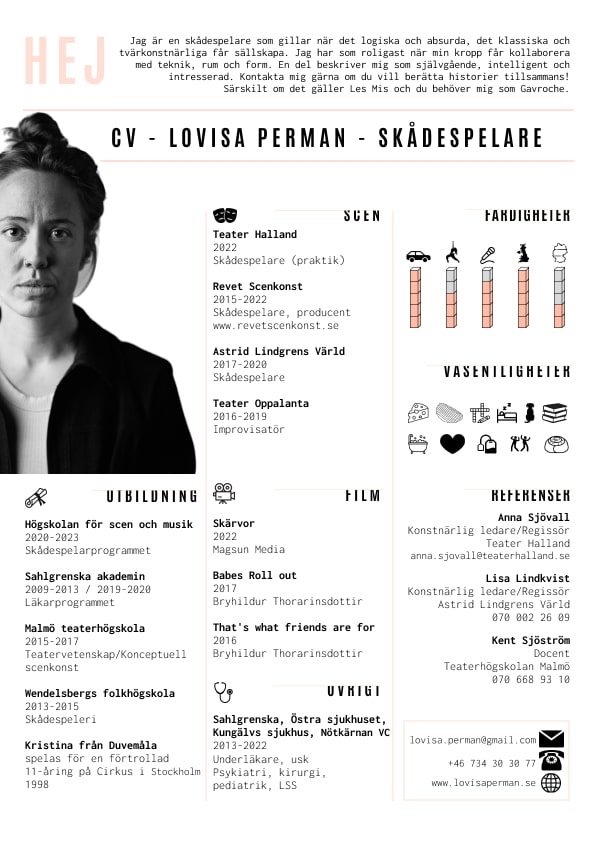 HEJ
Jag är en skådespelare som gillar när det logiska och absurda, det klassiska och
tvärkonstnärliga får sällskapa. Jag har som roligast när min kropp får kollaborera
med teknik, rum och form. En del beskriver mig som självgående, intelligent och
intresserad. Kontakta mig gärna om du vill berätta historier tillsammans!
Särskilt om det gäller Les Mis och du behöver mig som Gavroche.
CV - LOVISA PERMAN - SKÅDESPELARE
SCEN
Teater Halland
2022
Skådespelare (praktik)
Revet Scenkonst
2015-2022
Skådespelare, producent
www.revetscenkonst.se
Astrid Lindgrens Värld
2017-2020
Skådespelare
Teater Oppalanta
2016-2019
Improvisatör
FÄRDIGHETER
VÄSENTLIGHETER
UTBILDNING
Högskolan för scen och musik
2020-2023
Skådespelarprogrammet
Sahlgrenska akademin
2009-2013 / 2019-2020
Läkarprogrammet
Malmö teaterhögskola
2015-2017
Teatervetenskap/Konceptuell
scenkonst
Wendelsbergs folkhögskola
2013-2015
Skådespeleri
Kristina från Duvemåla
spelas för en förtrollad
11-åring på Cirkus i Stockholm
1998
FILM
Skärvor
2022
Magsun Media
Babes Roll out
2017
Bryhildur Thorarinsdottir
That's what friends are for
2016
Bryhildur Thorarinsdottir
ÖVRIGT
Sahlgrenska, Östra sjukhuset,
Kungälvs sjukhus, Nötkärnan VC
2013-2022
Underläkare, usk
Psykiatri, kirurgi,
pediatrik, LSS
REFERENSER
Anna Sjövall
Konstnärlig ledare/Regissör
Teater Halland
anna.sjovall@teaterhalland.se
Lisa Lindkvist
Konstnärlig ledare/Regissör
Astrid Lindgrens Värld
070 002 26 09
Kent Sjöström
Docent
Teaterhögskolan Malmö
070 668 93 10
lovisa.perman@gmail.com
+46 734 30 30 77
www.lovisaperman.se